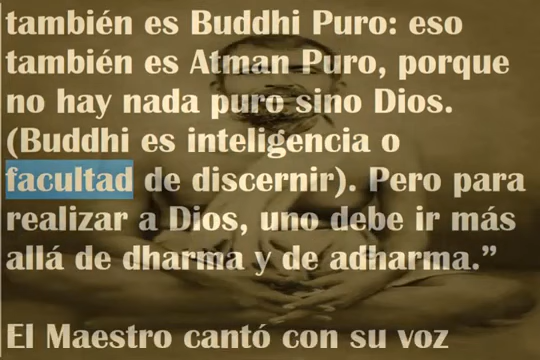 también es Buddhi Puro: eso
también es Atman Puro, porque
no hay nada puro sino Dios.
(Buddhi es inteligencia o
facultad de discernir). Pero para
realizar a Dios, uno debe ir más
allá de dharma y de adharma.”
El Maestro cantó con su voz